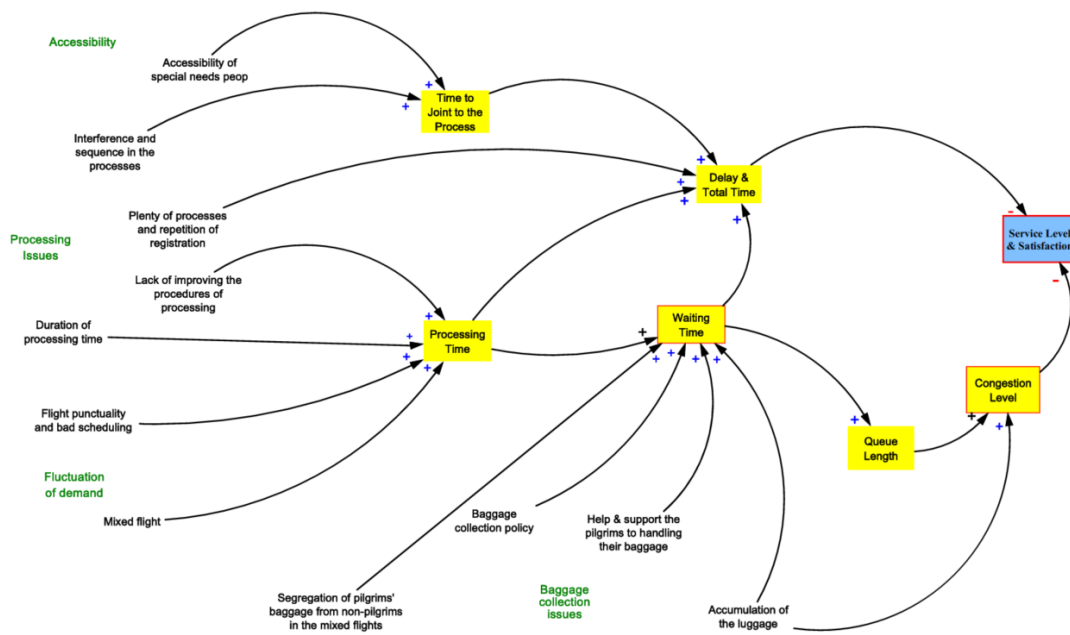 Accessibility
Accessibility of
special needs peop
+
+
Time to
Joint to the
Process
Interference and
sequence in the
processes
+
+
+
+
Delay &
Total Time
Plenty of processes
and repetition of
registration
Processing
Issues
-
Service Level
& Satisfaction
-
Lack of improving the
procedures of
processing
Duration of
processing time
+
+
+
+
Processing
Time
+
+
+
+
+
Waiting
Time
Flight punctuality
and bad scheduling
Congestion
Level
+
+
+
Queue
Length
Fluctuation
of demand
Mixed flight
Baggage
collection policy
Help & support the
pilgrims to handling
their baggage
Segregation of pilgrims'
baggage from non-pilgrims
in the mixed flights
Baggage
collection
issues
Accumulation of
the luggage